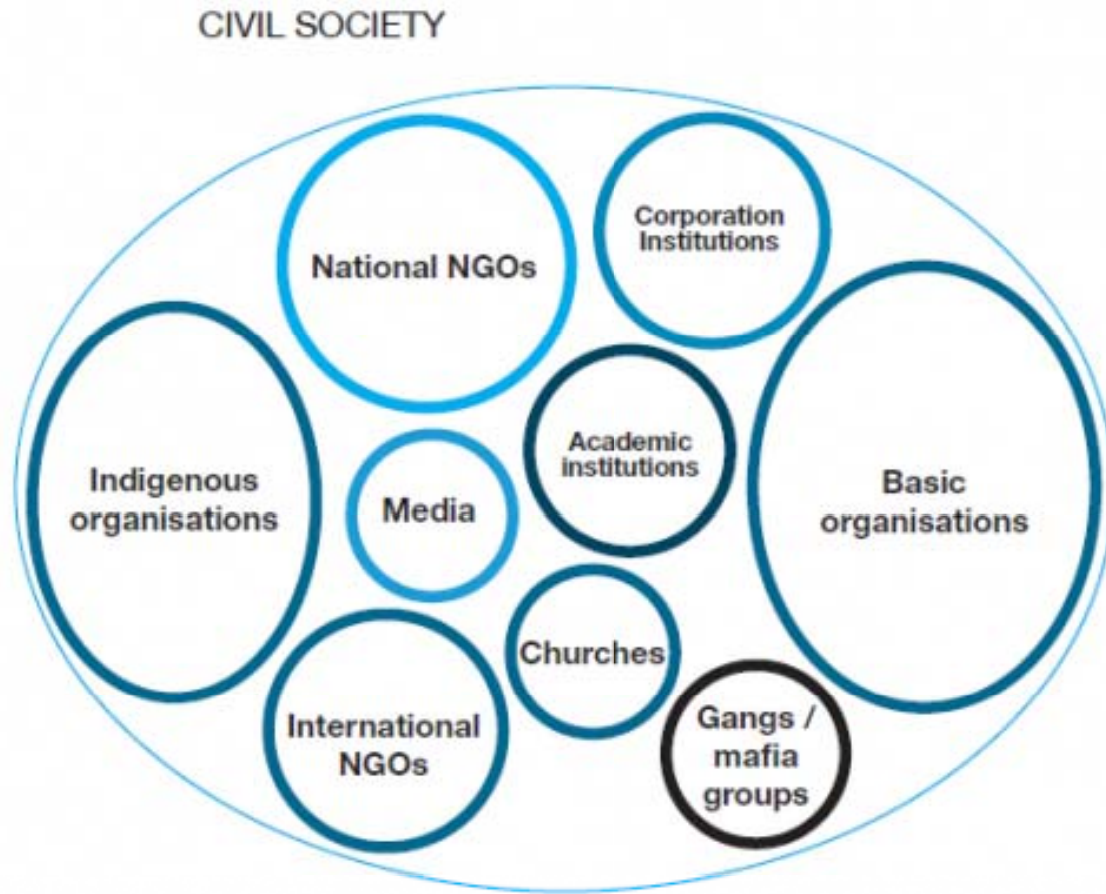 CIVIL SOCIETY
National NGOs
Corporation
Institutions
Indigenous
organisations
Media
Academic
institutions
Basic
organisations
International
NGOs
Churches
Gangs /
mafia
groups